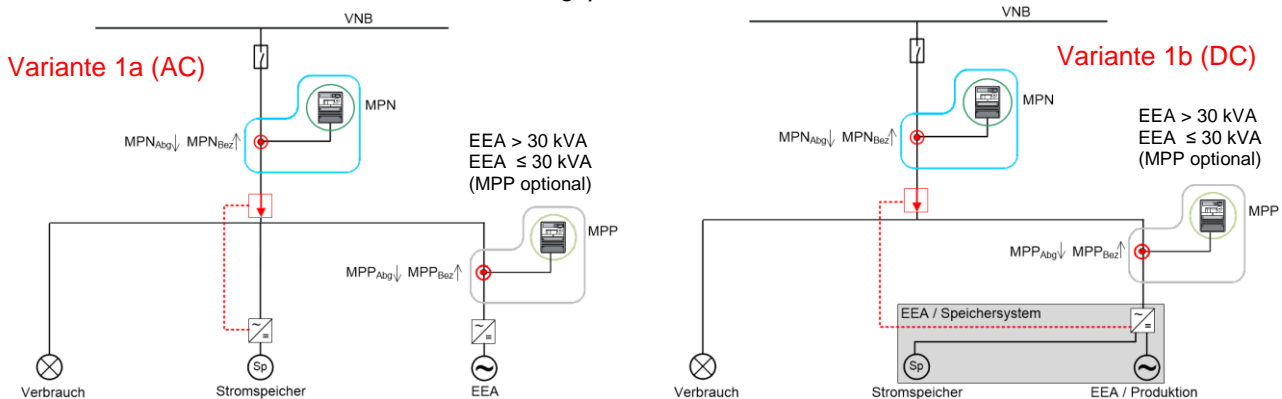 VNB
Variante 1a (AC)
MPN
MPNAbg↓ MPNBez↑
EEA > 30 kVA
EEA ≤ 30 kVA
(MPP optional)
MPP
MPPAbg↓ MPPBez↑
Sp
Verbrauch
Stromspeicher
EEA
VNB
Variante 1b (DC)
MPN
MPNAbg↓ MPNBez↑
EEA > 30 kVA
EEA ≤ 30 kVA
(MPP optional)
MPP
MPPAbg↓ MPPBez↑
EEA / Speichersystem
Sp
Verbrauch
Stromspeicher
EEA / Produktion